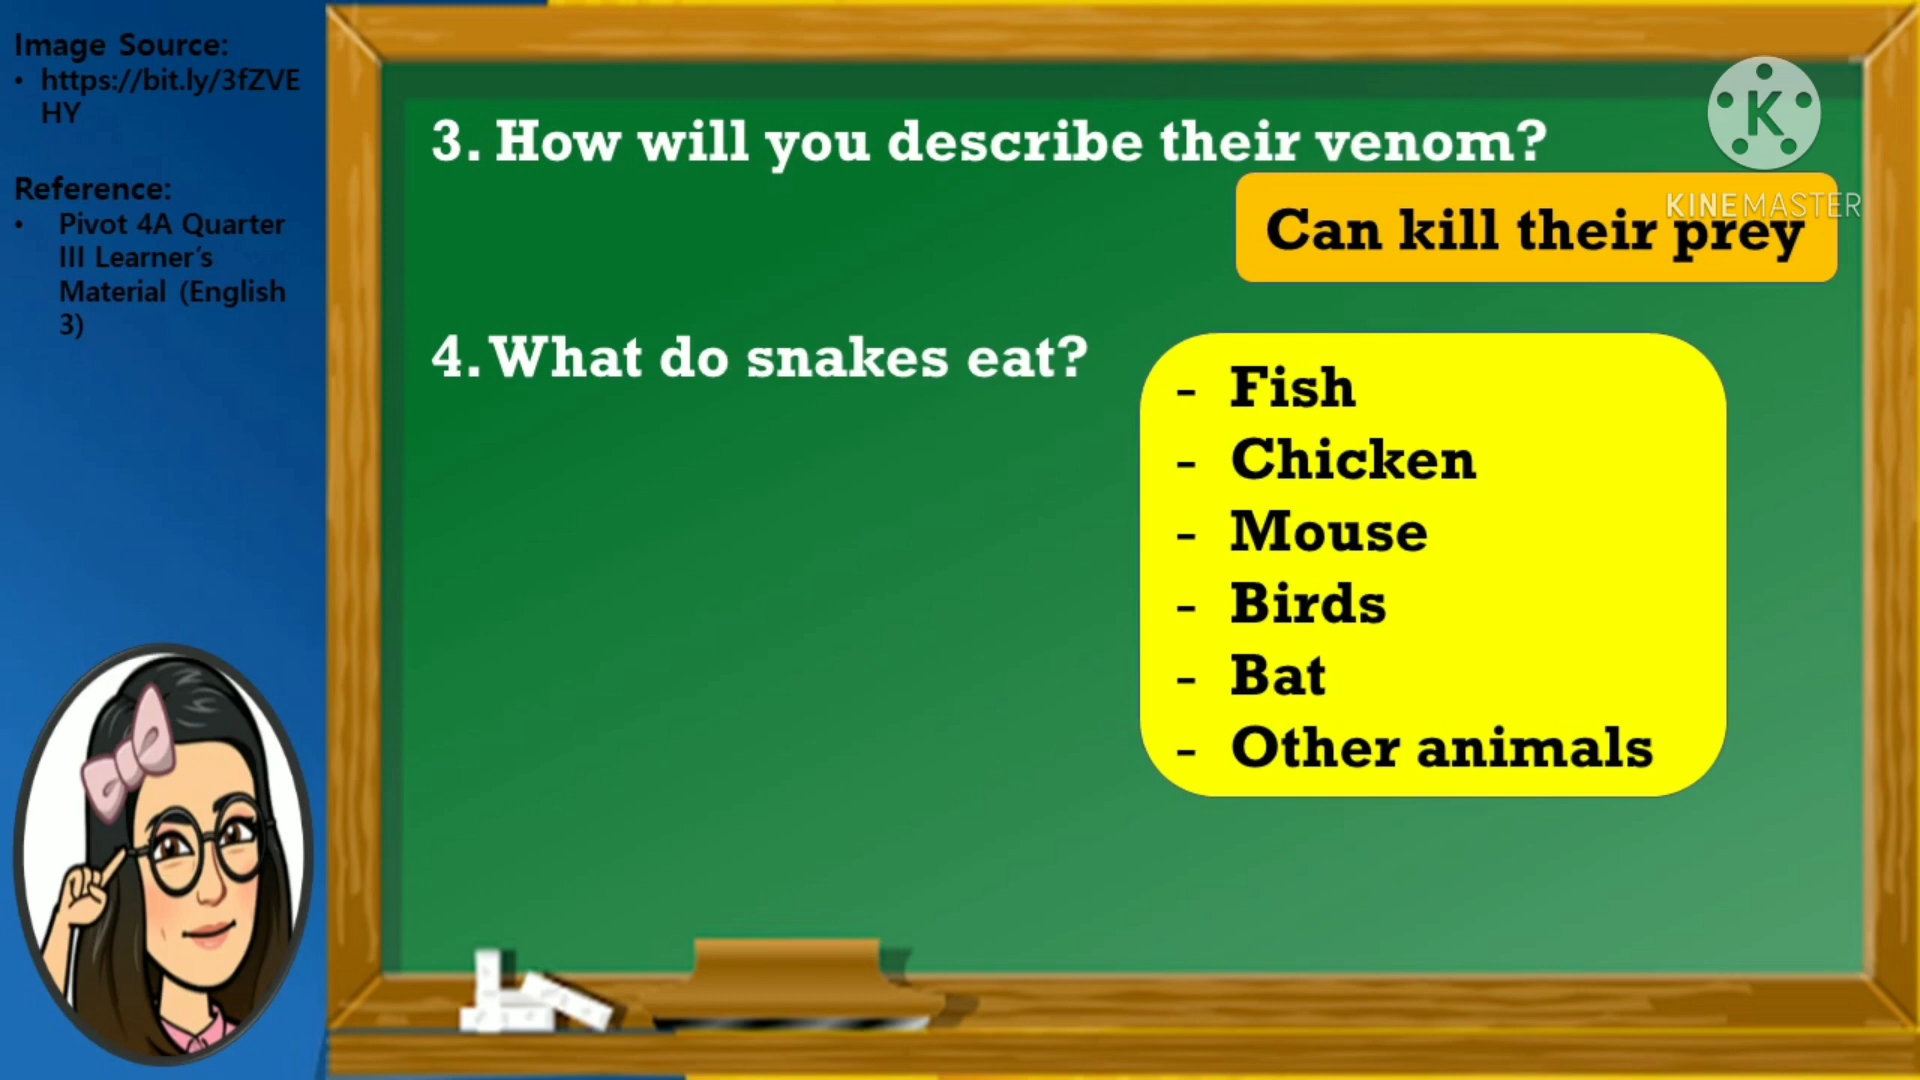 Image Source:
• https://bit.ly/3fZVE
HY
Reference:
• Pivot 4A Quarter
III Learner's
Material (English
3)
3. How will you describe their venom?
K
KINEMASTER
Can kill their prey
4. What do snakes eat?
- Fish
- Chicken
- Mouse
- Birds
- Bat
- Other animals